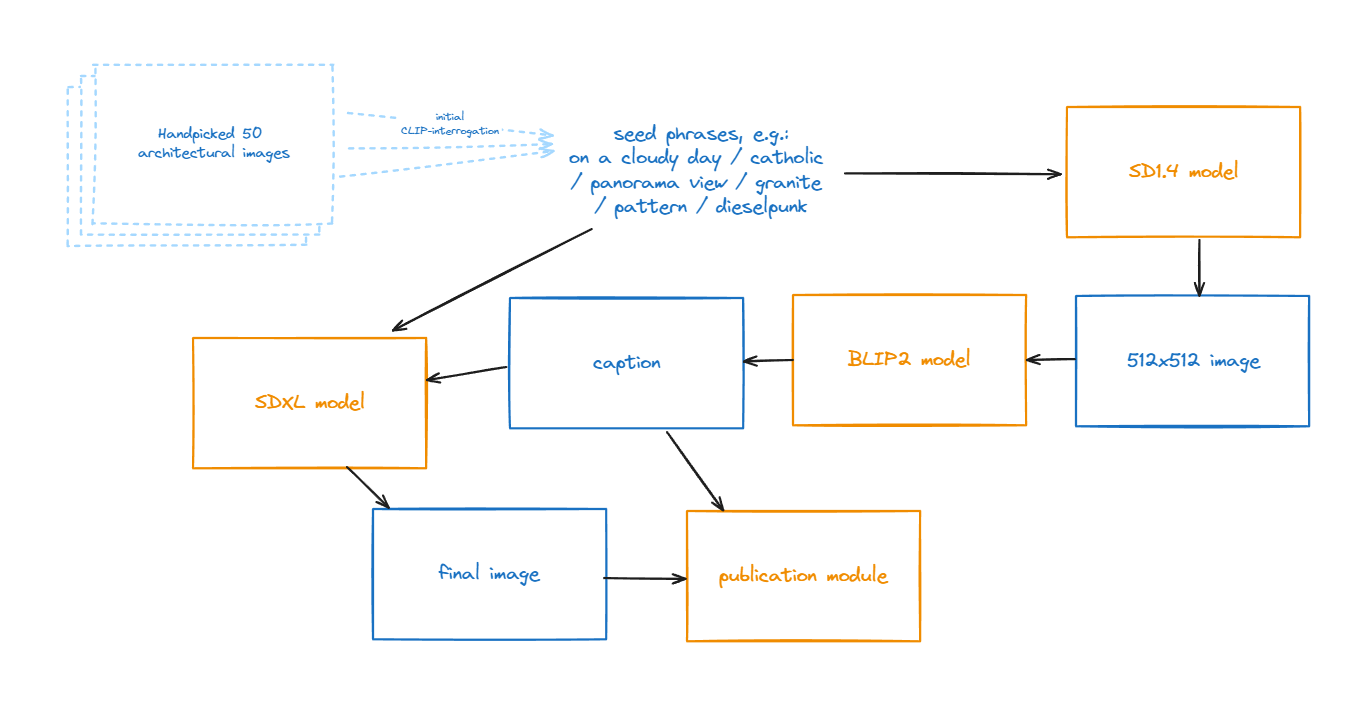 Handpicked 50
architectural images
initial
CLIP-interrogation
seed phrases, e.g.:
on a cloudy day / catholic
/ panorama view / granite
/ pattern / dieselpunk
SD1.4 model
caption
BLIP2 model
512x512 image
SDXL model
final image
publication module